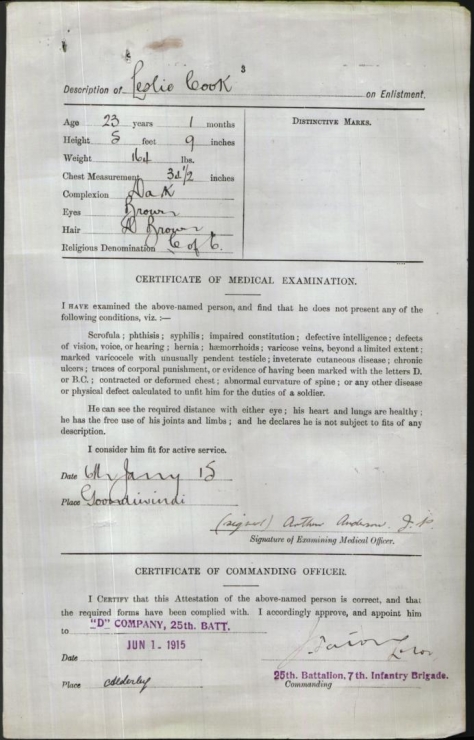 3
Description of Leslie Cook on Enlistment.
Age 23 years 1 months
Height 5 feet 9 inches
Weight lbs.
Chest Measurement inches
Complexion Dark
Eyes Brown
Hair D Brown
Religious Denomination C of E.
DISTINCTIVE MARKS.
CERTIFICATE OF MEDICAL EXAMINATION.
I HAVE examined the above-named person, and find that he does not present any of the
following conditions, viz. :—
Scrofula ; phthisis ; syphilis ; impaired constitution ; defective intelligence ; defects
of vision, voice, or hearing ; hernia ; hæmorrhoids ; varicose veins, beyond a limited extent ;
marked varicocele with unusually pendent testicle ; inveterate cutaneous disease ; chronic
ulcers ; traces of corporal punishment, or evidence of having been marked with the letters D.
or B.C. ; contracted or deformed chest ; abnormal curvature of spine ; or any other disease
or physical defect calculated to unfit him for the duties of a soldier.
He can see the required distance with either eye ; his heart and lungs are healthy ;
he has the free use of his joints and limbs ; and he declares he is not subject to fits of any
description.
I consider him fit for active service.
Date 15
Place Goondiwindi
(signed) Arthur Anderson. J.P.
Signature of Examining Medical Officer.
CERTIFICATE OF COMMANDING OFFICER.
I CERTIFY that this Attestation of the above-named person is correct, and that
the required forms have been complied with. I accordingly approve, and appoint him
to "D" COMPANY, 25th. BATT.
JUN 1 - 1915
Date
25th. Battalion, 7th. Infantry Brigade.
Place Enoggera
Commanding